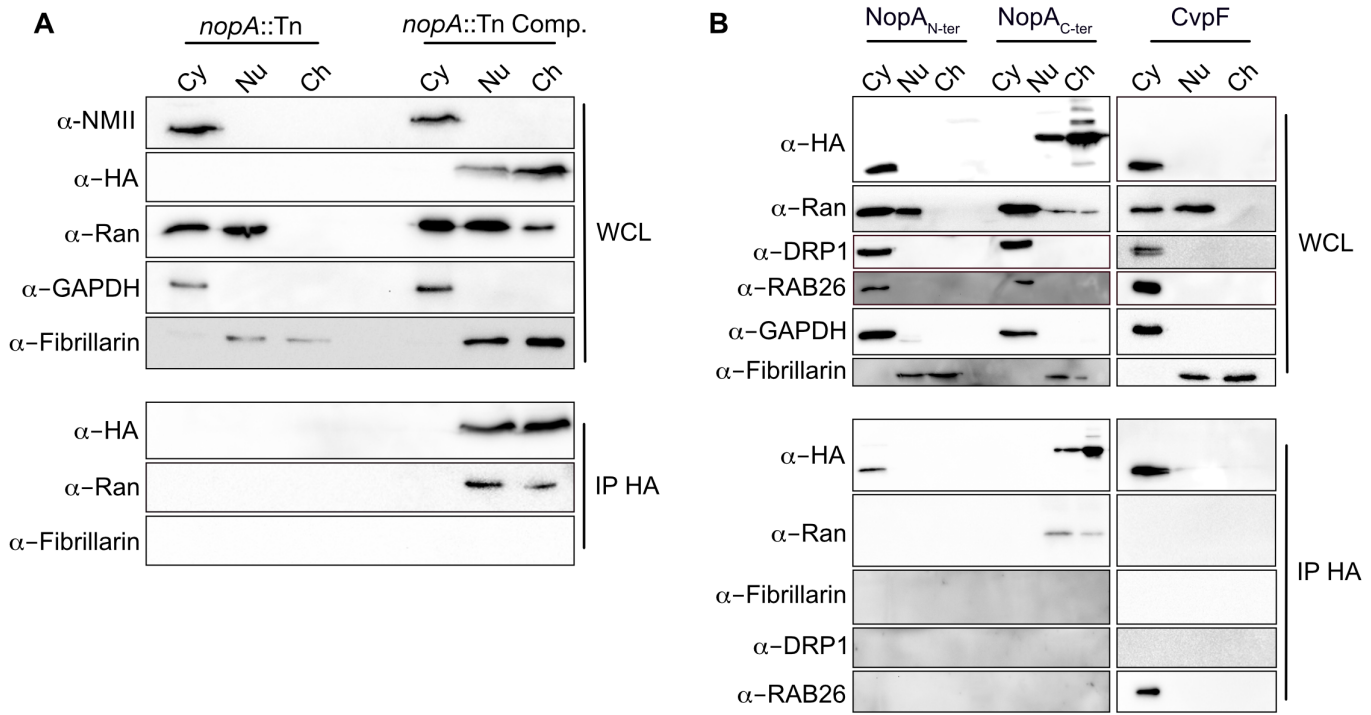 A
nopA::Tn
nopA::Tn Comp.
Cy Nu Ch Cy Nu Ch
α-NMII
α-HA
α-Ran
α-GAPDH
α-Fibrillarin
WCL
α-HA
α-Ran
α-Fibrillarin
IP HA
B
NopA N-ter
NopA C-ter
CvpF
Cy Nu Ch Cy Nu Ch Cy Nu Ch
α-HA
α-Ran
α-DRP1
α-RAB26
α-GAPDH
α-Fibrillarin
WCL
α-HA
α-Ran
α-Fibrillarin
α-DRP1
α-RAB26
IP HA